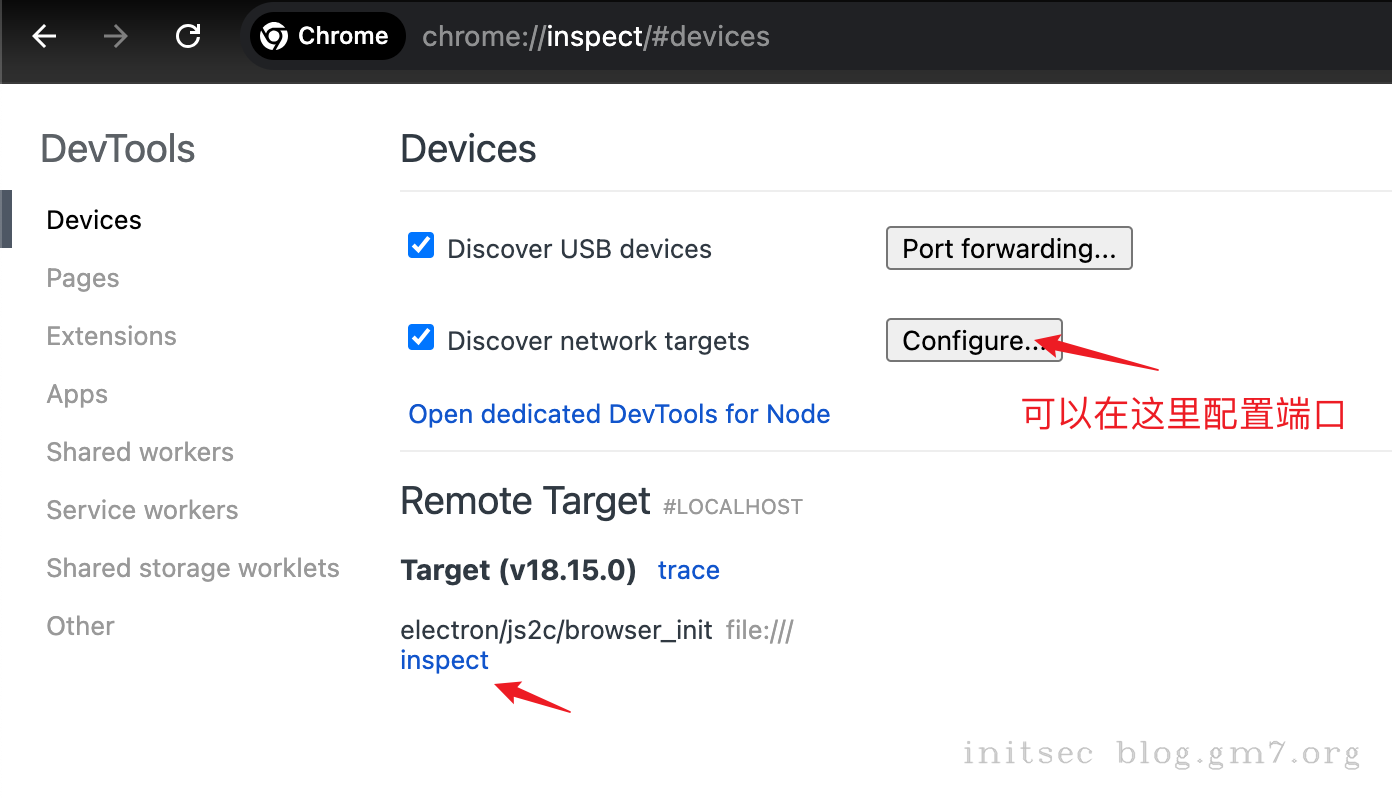 Chrome chrome://inspect/#devices
DevTools
Devices
Pages
Extensions
Apps
Shared workers
Service workers
Shared storage worklets
Other
Devices
Discover USB devices Port forwarding...
Discover network targets Configure...
可以在这里配置端口
Open dedicated DevTools for Node
Remote Target #LOCALHOST
Target (v18.15.0) trace
electron/js2c/browser_init file:///
inspect
initsec blog.gm7.org